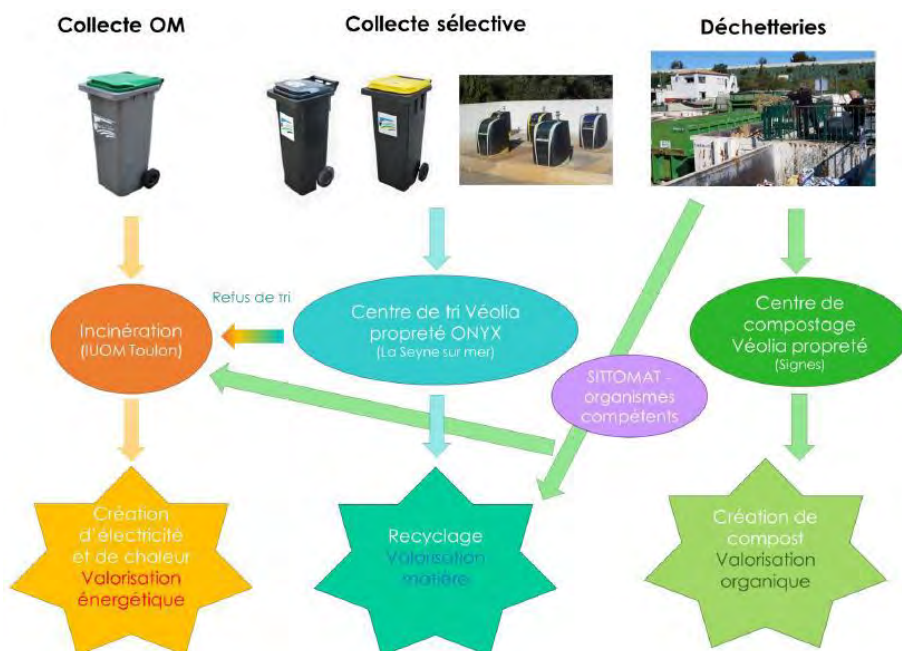 Collecte OM
Collecte sélective
Déchetteries
Refus de tri
Incinération
(IUOM Toulon)
Centre de tri Véolia
propreté ONYX
(La Seyne sur mer)
SITTOMAT -
organismes
compétents
Centre de
compostage
Véolia propreté
(Signes)
Création
d'électricité
et de chaleur
Valorisation
énergétique
Recyclage
Valorisation
matière
Création de
compost
Valorisation
organique